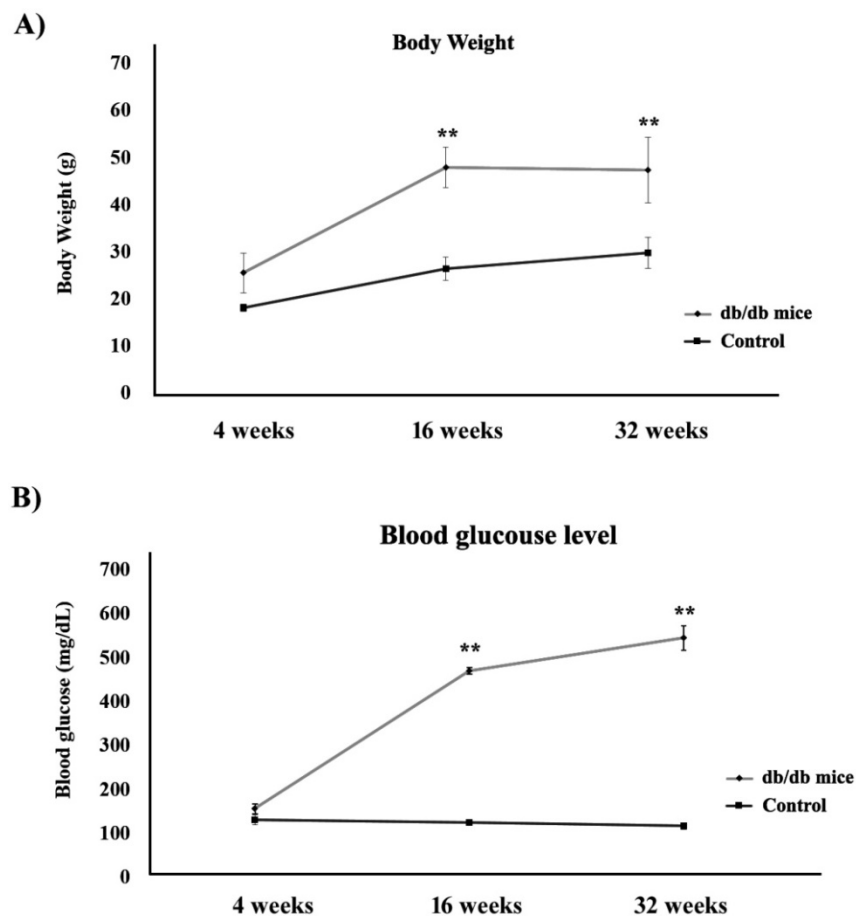 A)
Body Weight
70
60
50
40
30
20
10
0
Body Weight (g)
**
**
db/db mice
Control
4 weeks 16 weeks 32 weeks
B)
Blood glucouse level
700
600
500
400
300
200
100
0
Blood glucose (mg/dL)
**
**
db/db mice
Control
4 weeks 16 weeks 32 weeks